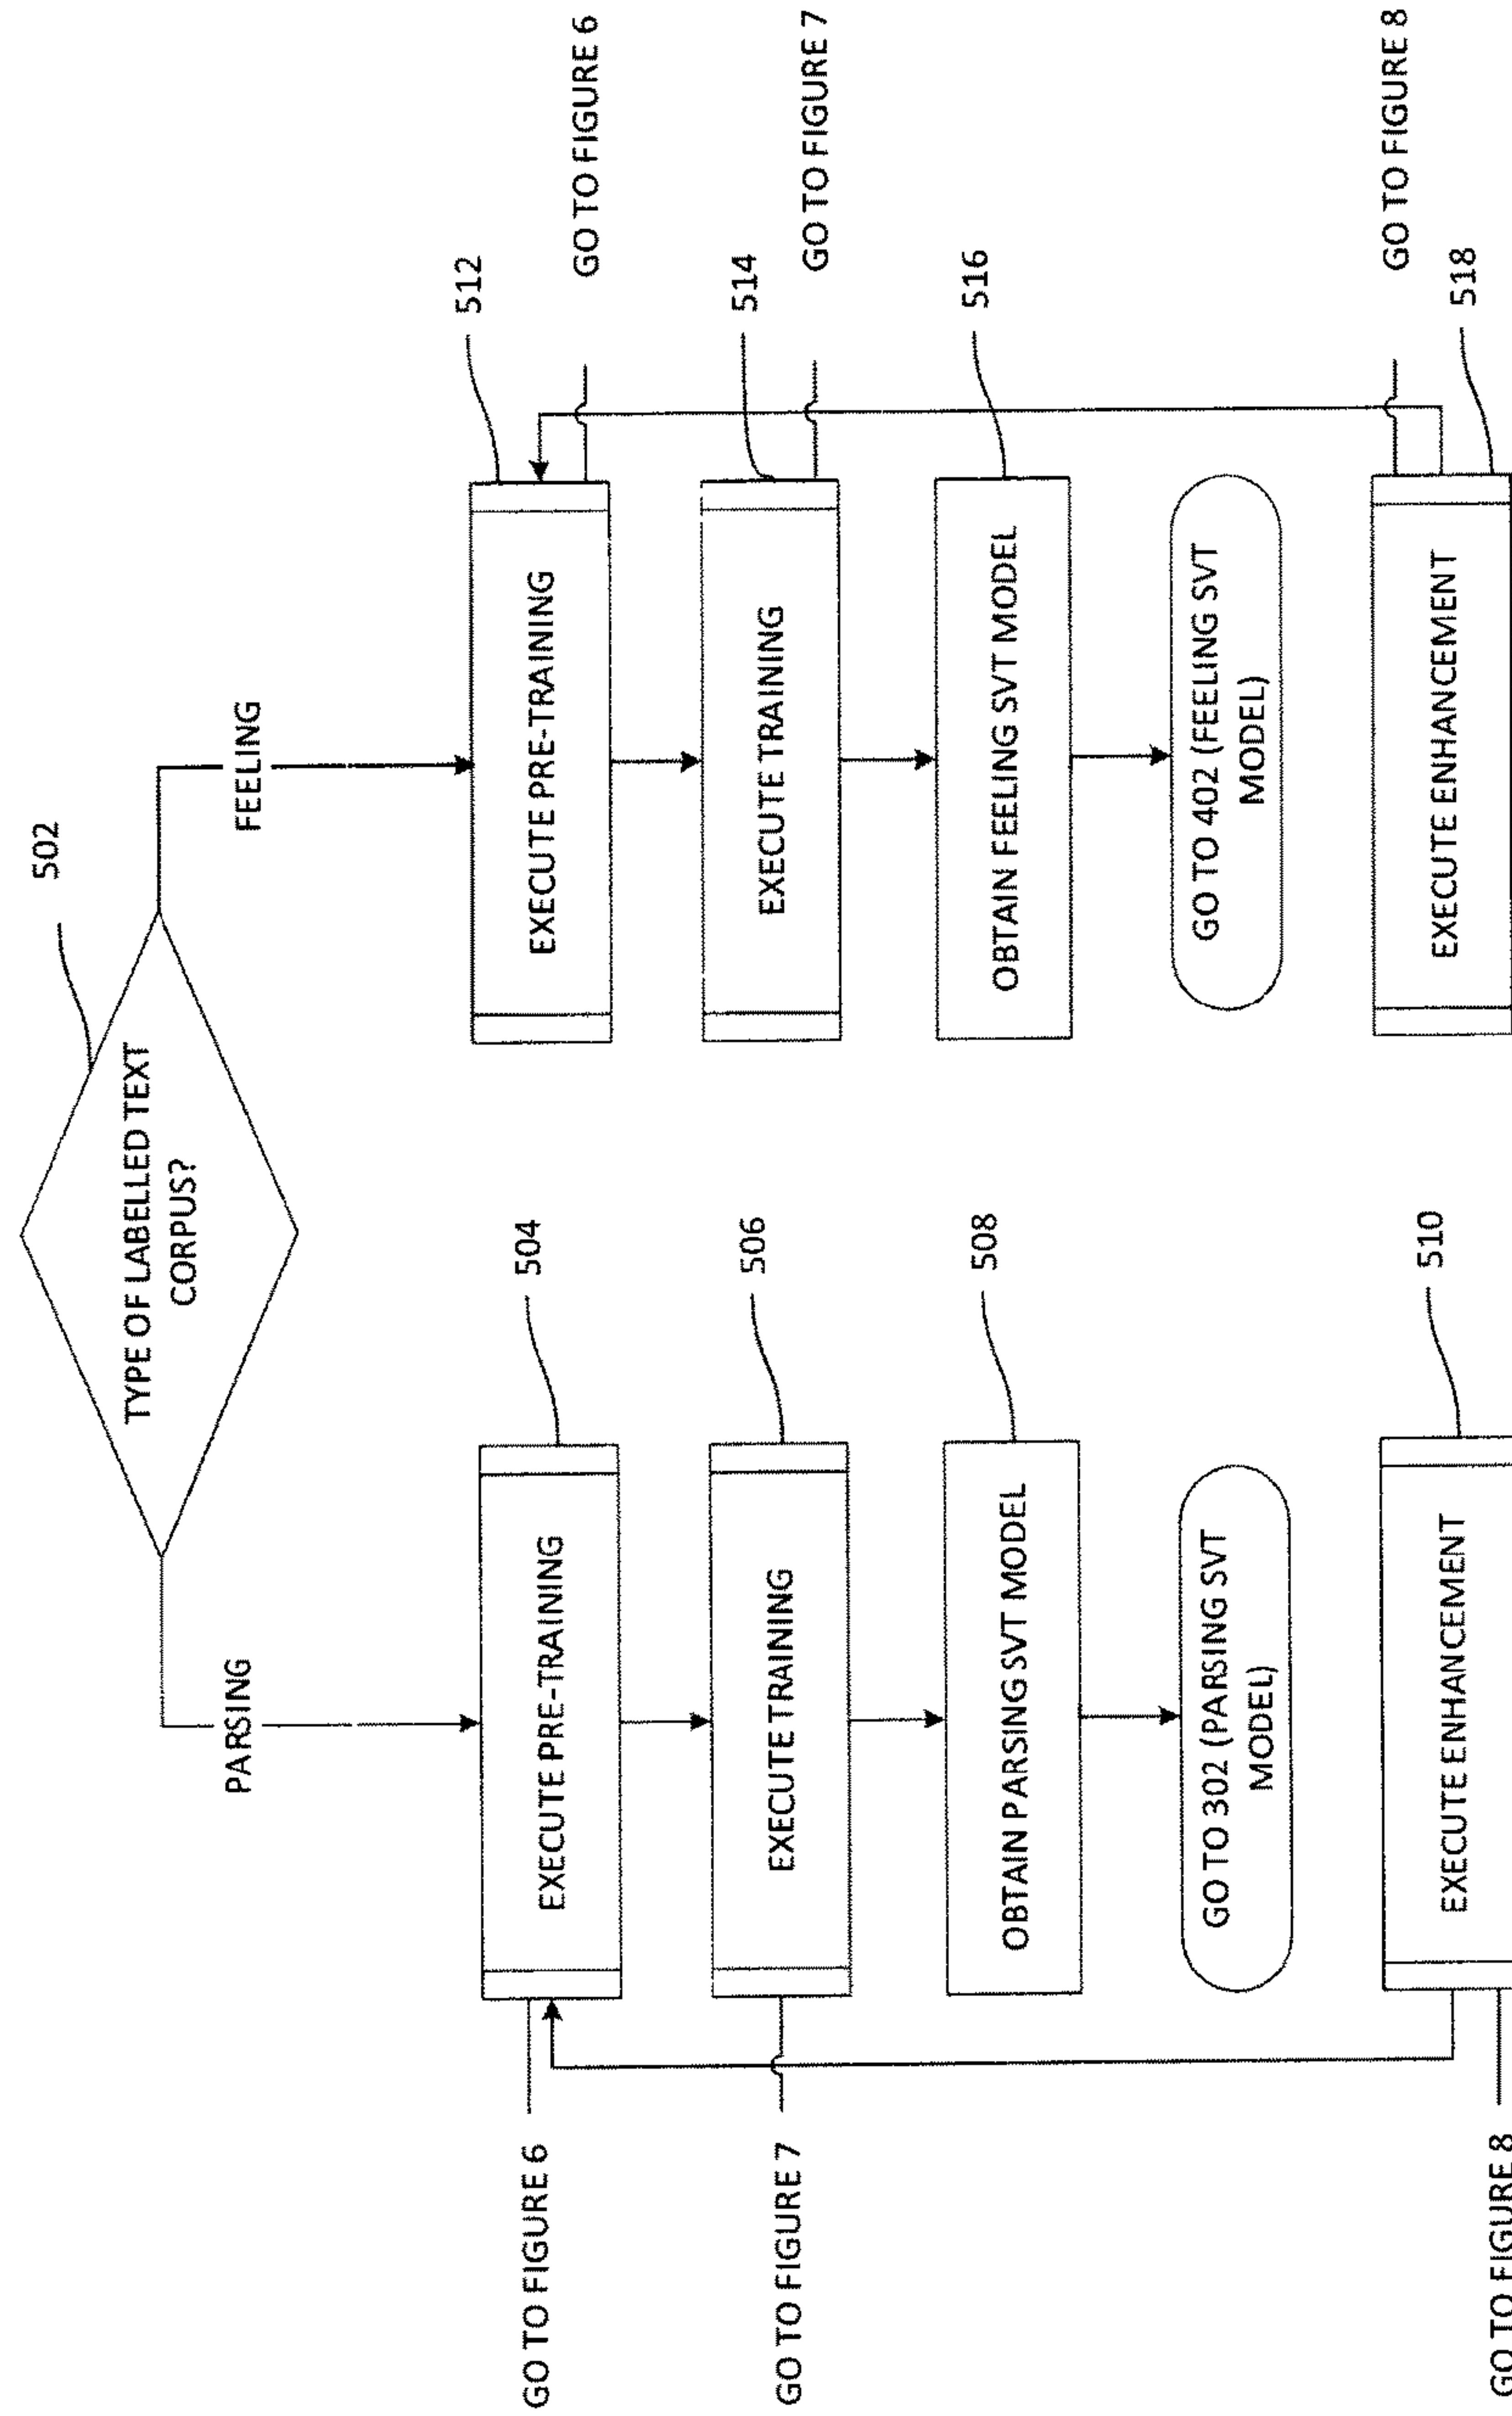 502
TYPE OF LABELLED TEXT
CORPUS?
PARSING
FEELING
504
GO TO FIGURE 6
EXECUTE PRE-TRAINING
506
GO TO FIGURE 7
EXECUTE TRAINING
508
OBTAIN PARSING SVT MODEL
GO TO 302 (PARSING SVT
MODEL)
510
EXECUTE ENHANCEMENT
GO TO FIGURE 8
512
EXECUTE PRE-TRAINING
GO TO FIGURE 6
514
EXECUTE TRAINING
GO TO FIGURE 7
516
OBTAIN FEELING SVT MODEL
GO TO 402 (FEELING SVT
MODEL)
GO TO FIGURE 8
EXECUTE ENHANCEMENT
518